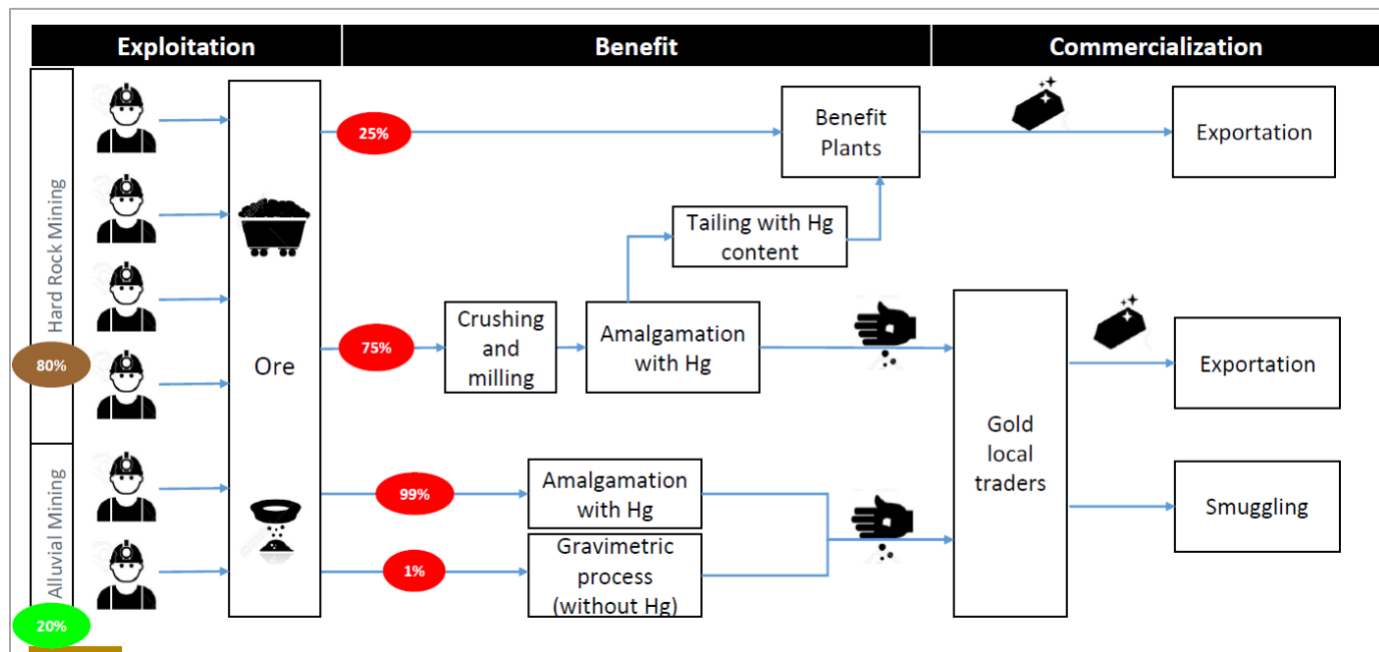 Exploitation
Benefit
Commercialization
Hard Rock Mining
80%
Alluvial Mining
20%
Ore
25%
Benefit
Plants
Exportation
Tailing with Hg
content
75%
Crushing
and
milling
Amalgamation
with Hg
Gold
local
traders
Exportation
99%
Amalgamation
with Hg
Smuggling
1%
Gravimetric
process
(without Hg)